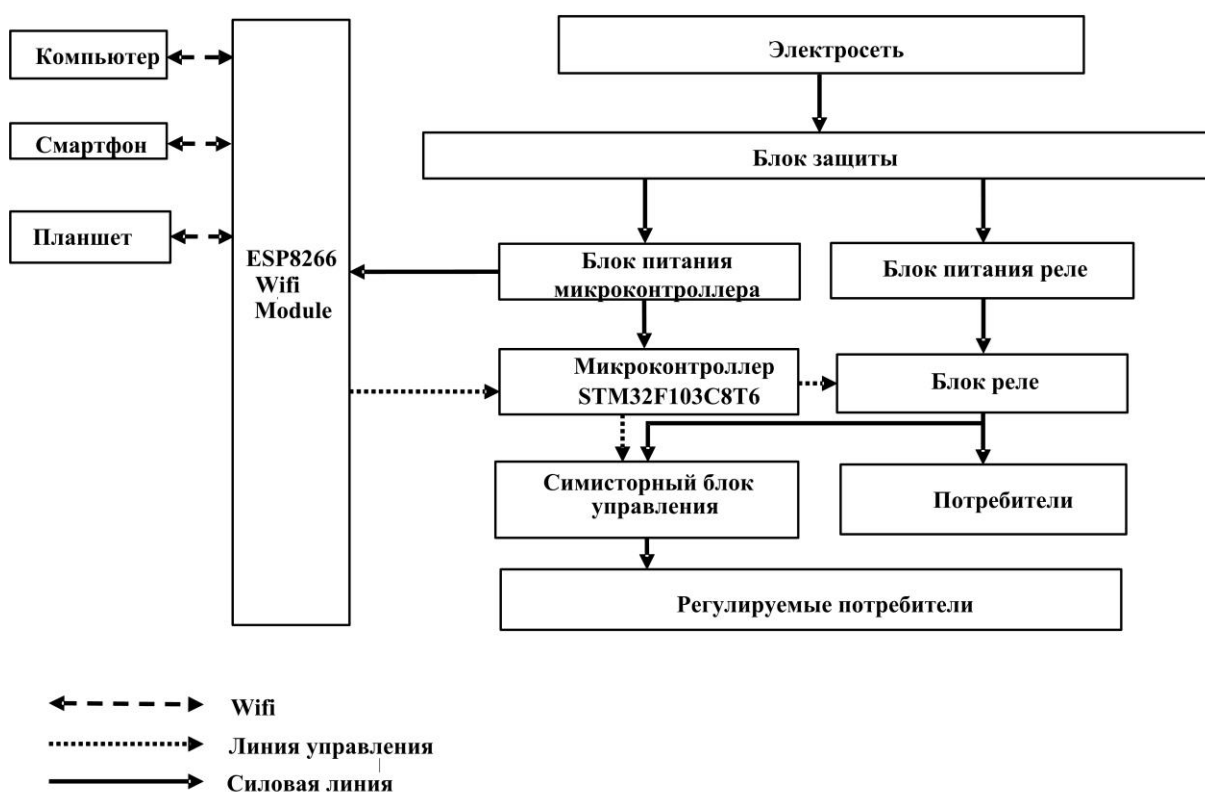 Компьютер
Смартфон
Планшет
ESP8266
Wifi
Module
Электросеть
Блок защиты
Блок питания
микроконтроллера
Блок питания реле
Микроконтроллер
STM32F103C8T6
Блок реле
Симисторный блок
управления
Потребители
Регулируемые потребители
Wifi
Линия управления
Силовая линия